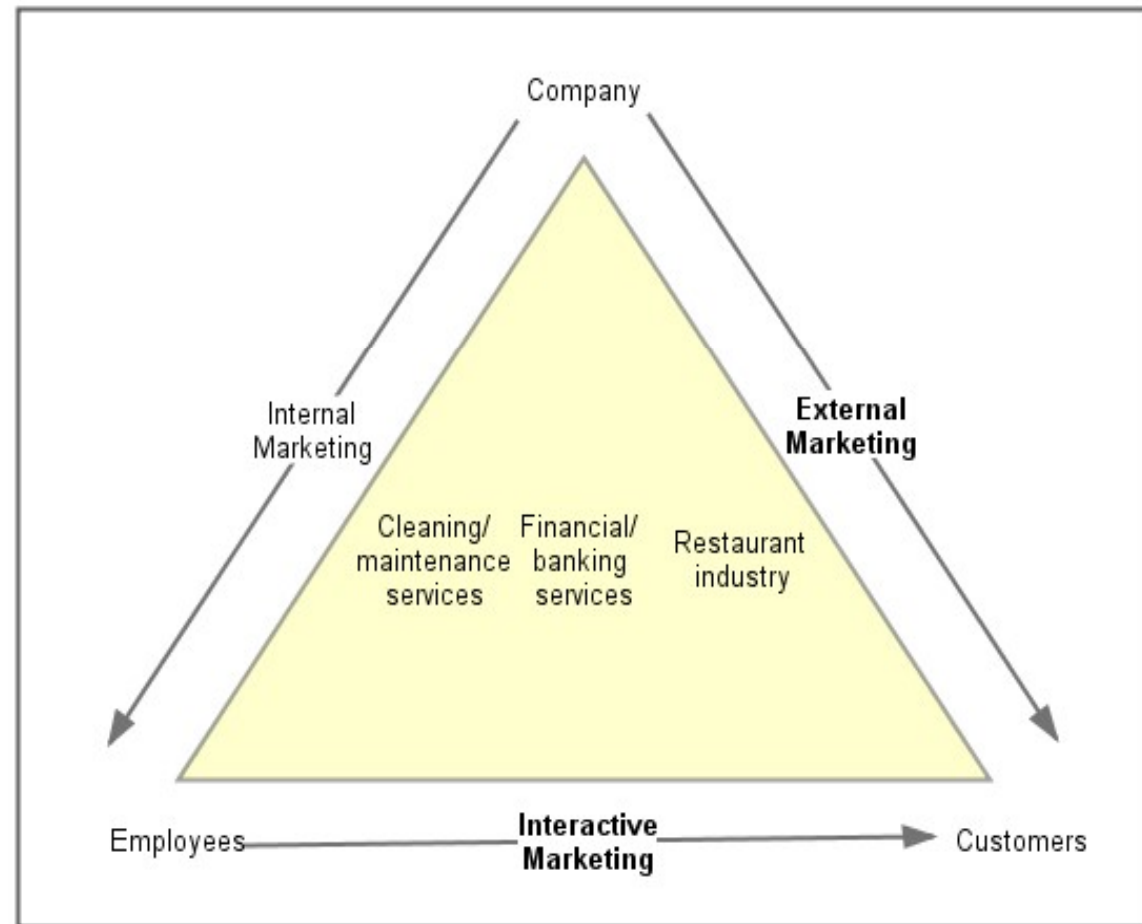 Company
Internal
Marketing
External
Marketing
Cleaning/
maintenance
services
Financial/
banking
services
Restaurant
industry
Employees
Interactive
Marketing
Customers